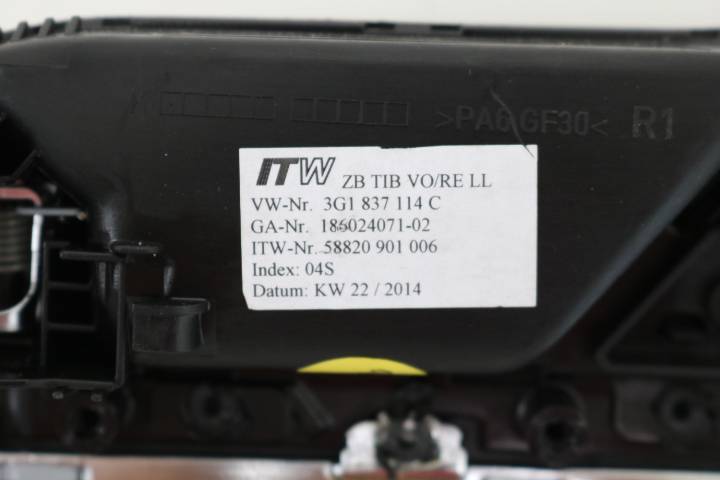 >PA6 GF30< R1
ITW ZB TIB VO/RE LL
VW-Nr. 3G1 837 114 C
GA-Nr. 186024071-02
ITW-Nr. 58820 901 006
Index: 04S
Datum: KW 22 / 2014